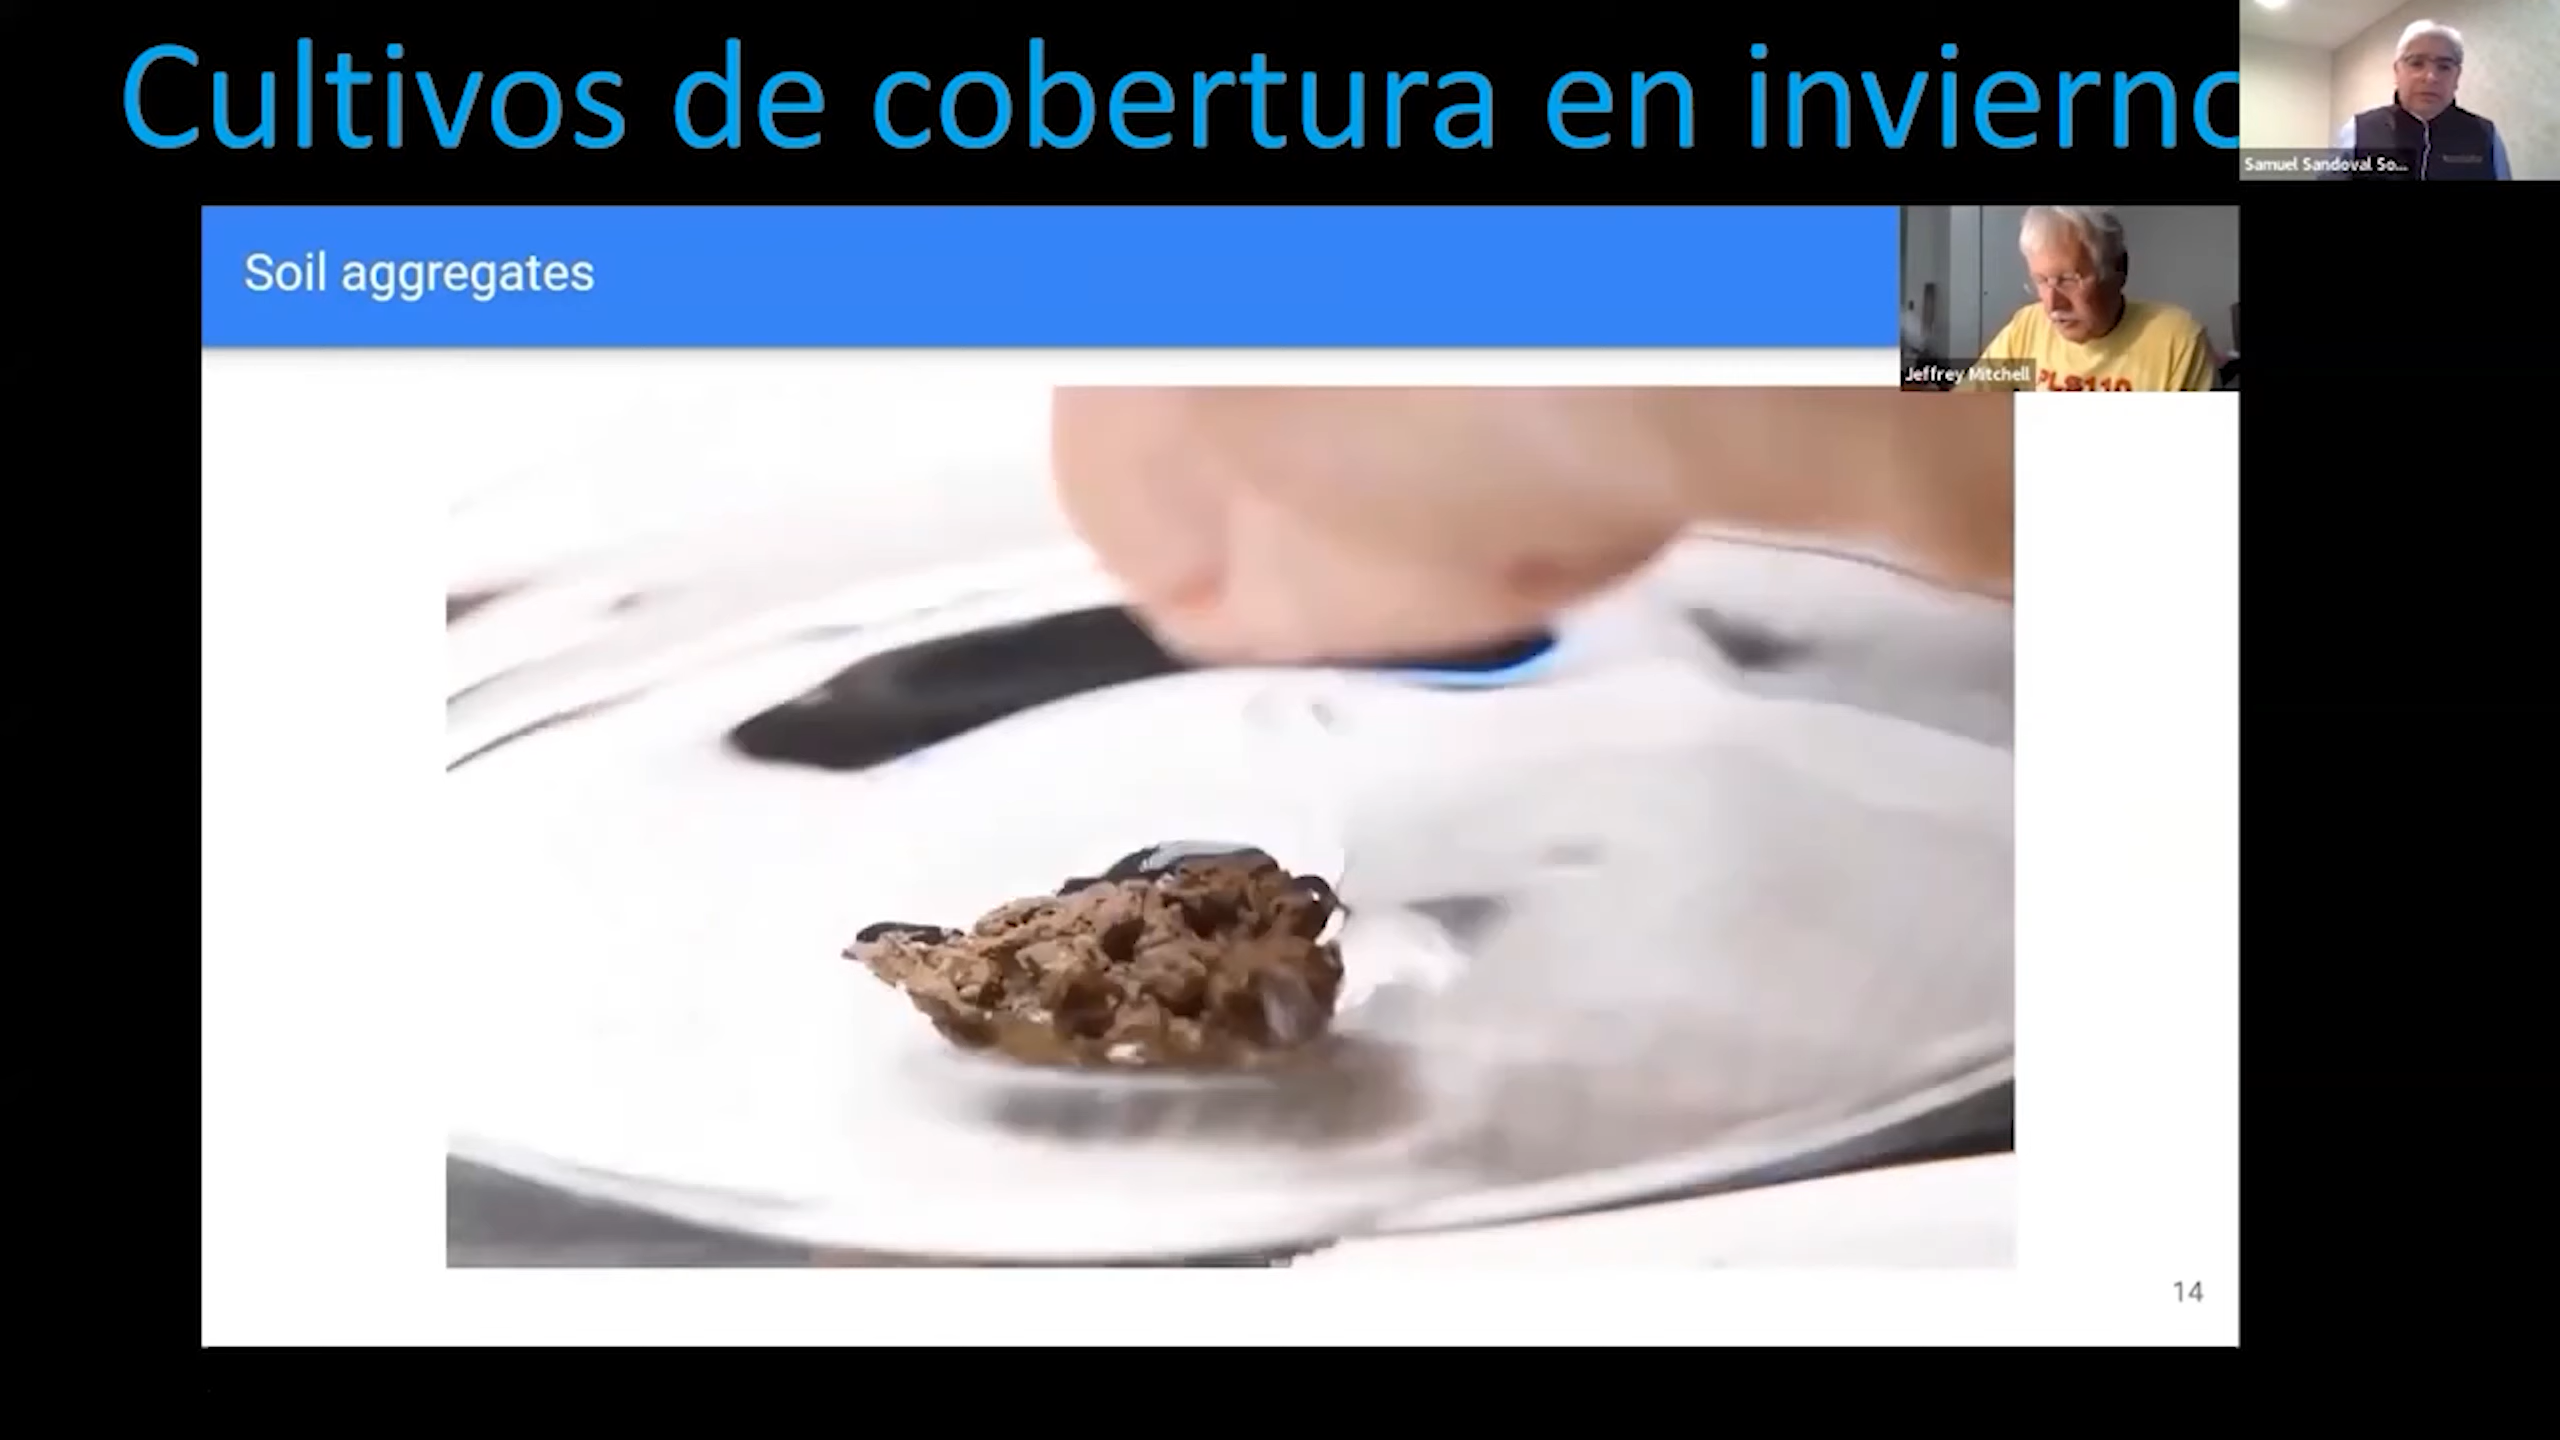 Cultivos de cobertura en invierno
Samuel Sandoval So...
Soil aggregates
Jeffrey Mitchell
PLS110
14